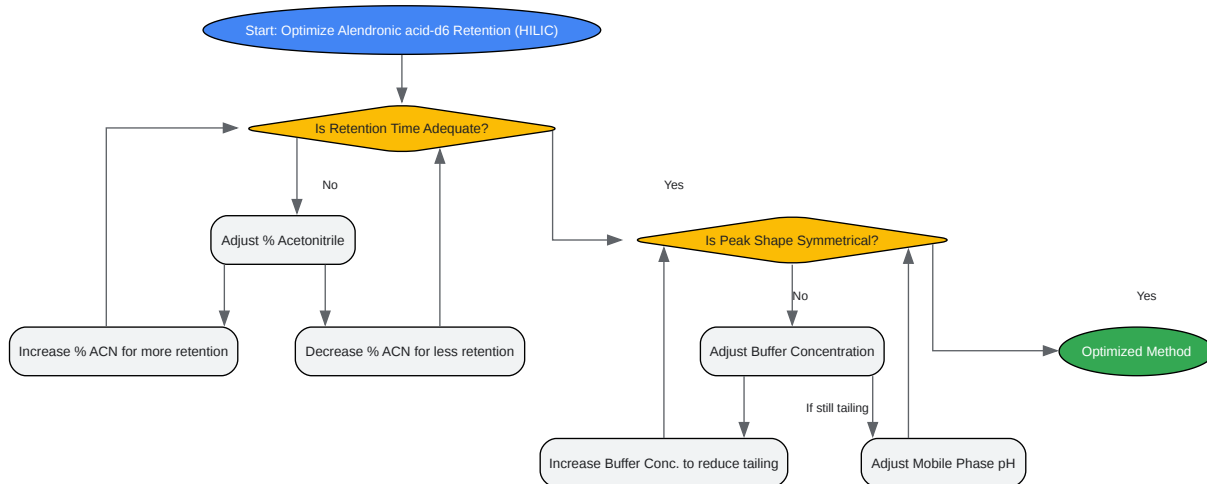 Start: Optimize Alendronic acid-d6 Retention (HILIC)
Is Retention Time Adequate?
No
Yes
Adjust % Acetonitrile
Is Peak Shape Symmetrical?
No
Yes
Increase % ACN for more retention
Decrease % ACN for less retention
Adjust Buffer Concentration
Optimized Method
If still tailing
Increase Buffer Conc. to reduce tailing
Adjust Mobile Phase pH